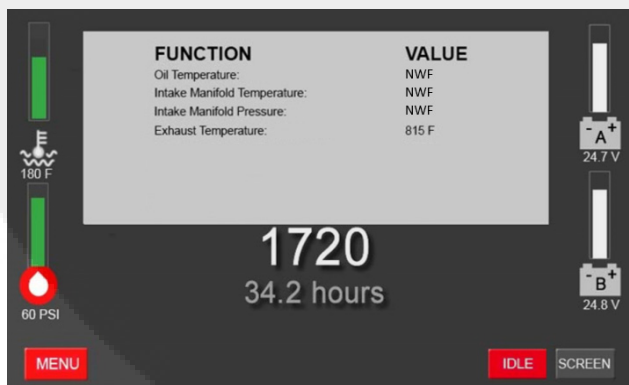 FUNCTION VALUE
Oil Temperature: NWF
Intake Manifold Temperature: NWF
Intake Manifold Pressure: NWF
Exhaust Temperature: 815 F
180 F
- A +
24.7 V
1720
34.2 hours
60 PSI
- B +
24.8 V
MENU
IDLE
SCREEN